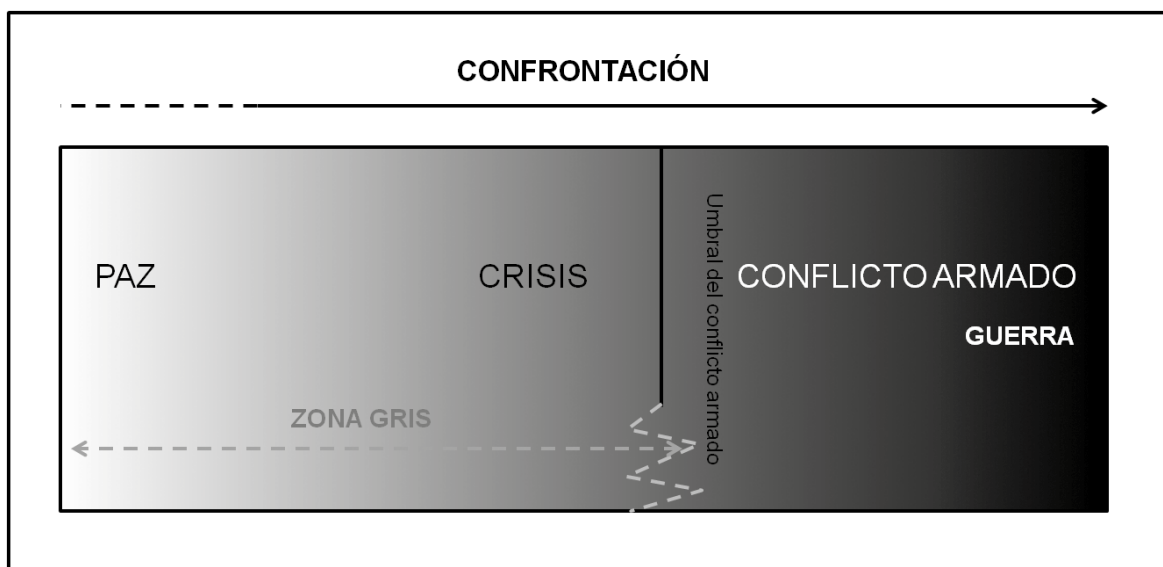 CONFRONTACIÓN
PAZ
CRISIS
Umbral del conflicto armado
CONFLICTO ARMADO
GUERRA
ZONA GRIS